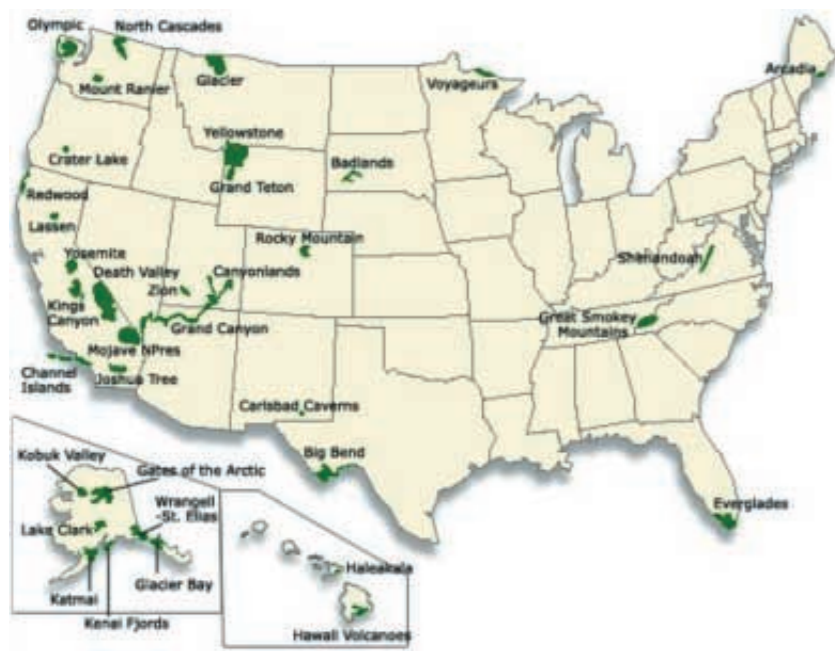 Olympic
North Cascades
Glacier
Mount Ranier
Voyageurs
Arcadia
Yellowstone
Crater Lake
Badlands
Grand Teton
Redwood
Lassen
Rocky Mountain
Yosemite
Death Valley
Canyonlands
Shenandoah
Zion
Kings
Canyon
Grand Canyon
Great Smokey
Mountains
Mojave NPres
Channel
Islands
Joshua Tree
Carlsbad Caverns
Big Bend
Kobuk Valley
Gates of the Arctic
Wrangell
-St. Elias
Lake Clark
Everglades
Haleakala
Glacier Bay
Katmai
Kenai Fjords
Hawaii Volcanoes